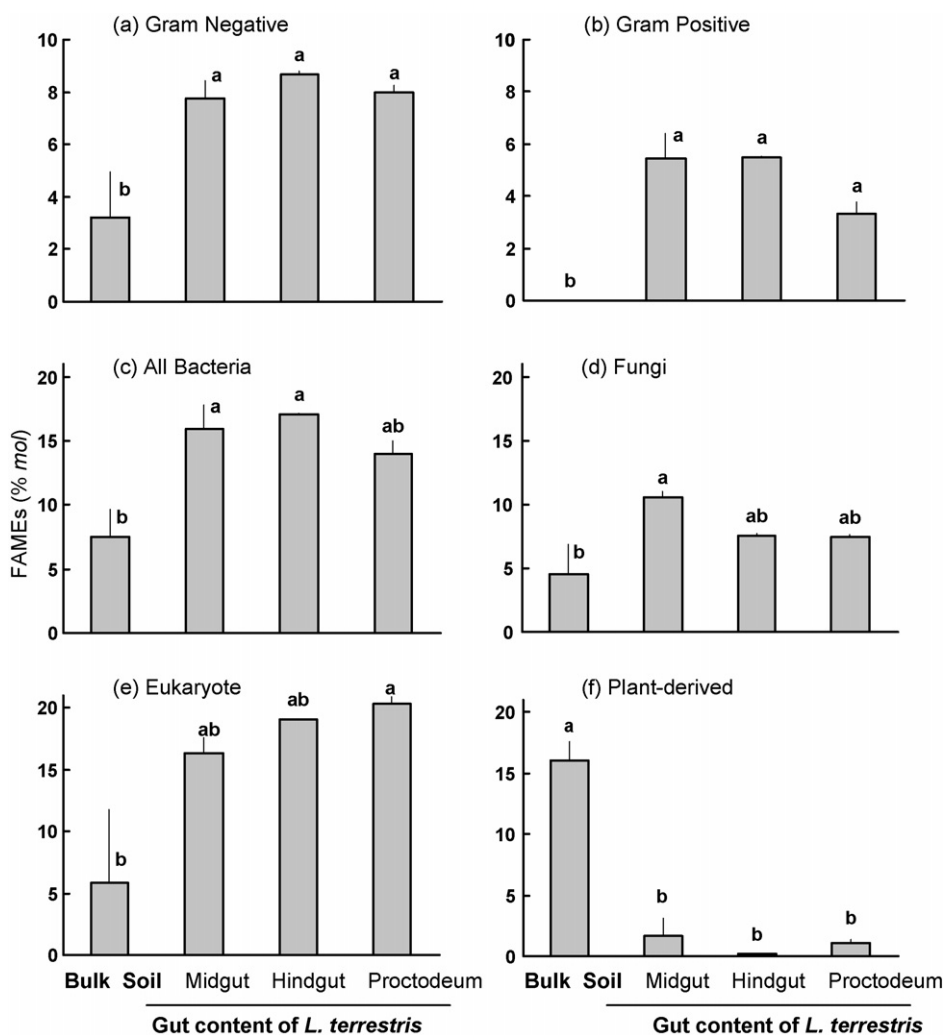 (a) Gram Negative
(b) Gram Positive
10
8
6
4
2
0
b
a
a
a
10
8
6
4
2
0
b
a
a
a
(c) All Bacteria
(d) Fungi
FAMEs (% mol)
20
15
10
5
0
b
a
a
ab
20
15
10
5
0
b
a
ab
ab
(e) Eukaryote
(f) Plant-derived
20
15
10
5
0
b
ab
ab
a
20
15
10
5
0
a
b
b
b
Bulk Soil Midgut Hindgut Proctodeum
Bulk Soil Midgut Hindgut Proctodeum
Gut content of L. terrestris
Gut content of L. terrestris